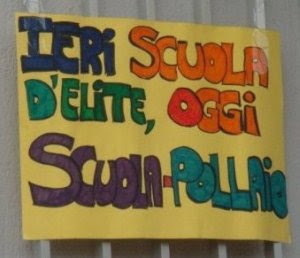 IERI SCUOLA
D'ELITE, OGGI
SCUOLA-POLLAIO